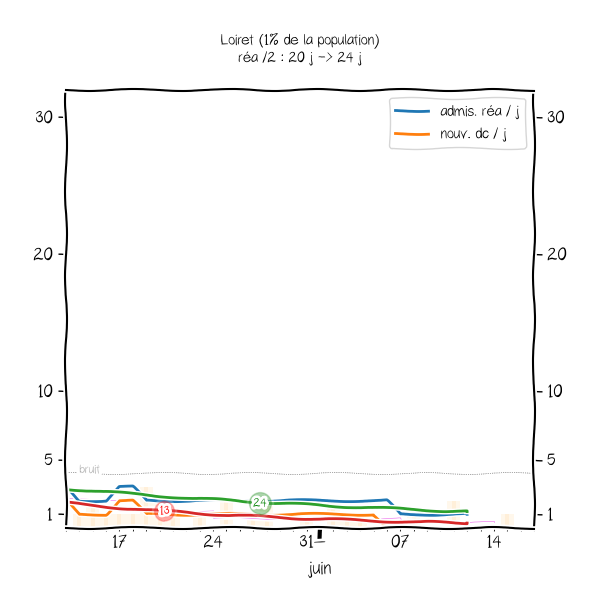 Loiret (1% de la population)
réa /2 : 20 j -> 24 j
admis. réa / j
nouv. dc / j
30
30
20
20
10
10
5
5
bruit
24
13
1
1
17
24
31
07
14
juin